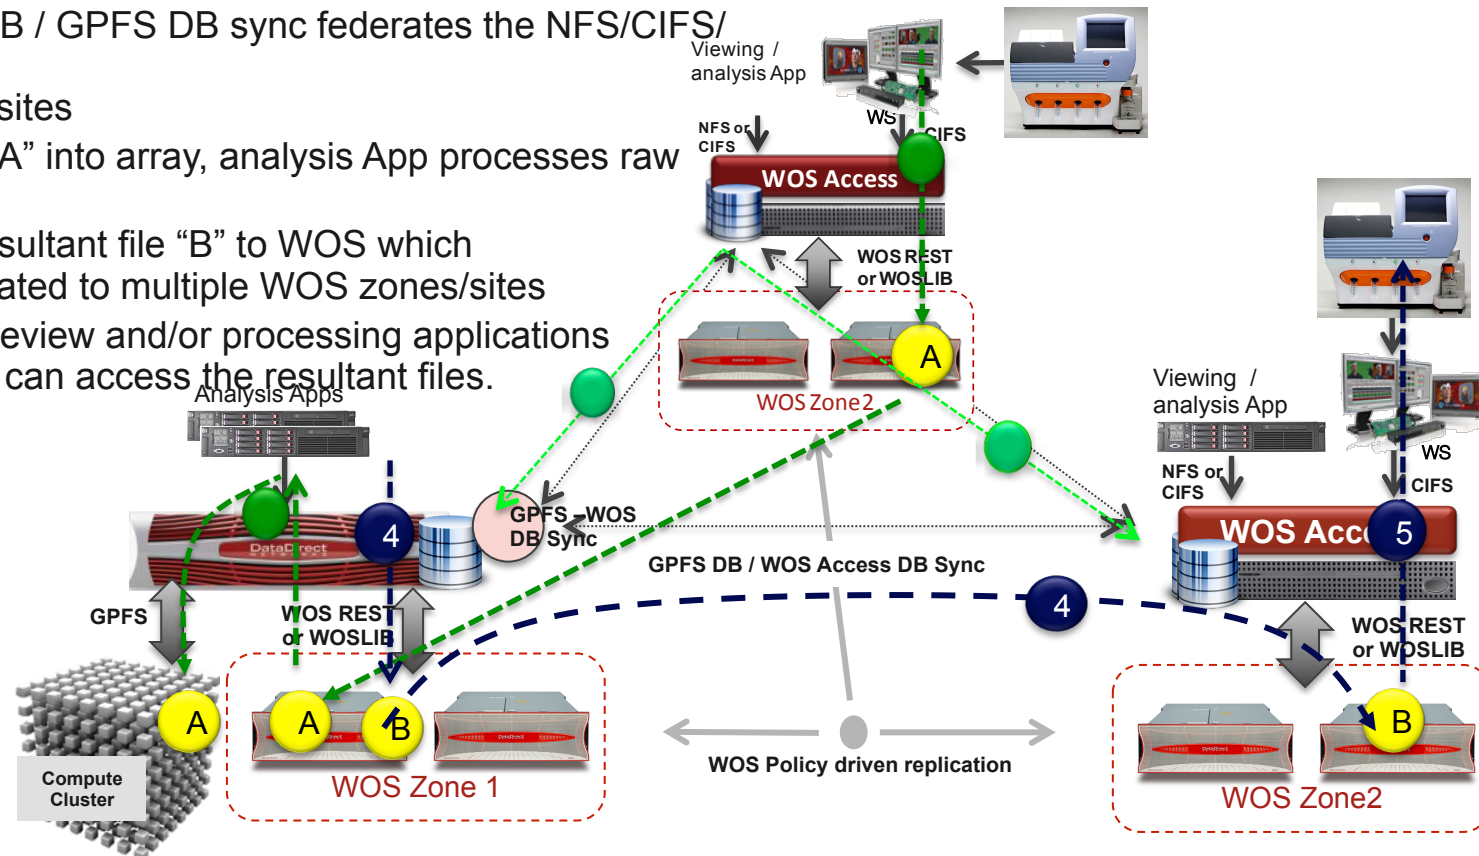 B / GPFS DB sync federates the NFS/CIFS/
sites
A” into array, analysis App processes raw
sultant file “B” to WOS which
ated to multiple WOS zones/sites
eview and/or processing applications
can access the resultant files.
Viewing /
analysis App
WS
NFS or
CIFS
CIFS
WOS Access
WOS REST
or WOSLIB
A
WOS Zone2
Analysis Apps
4
DataDirect
NETWORKS
GPFS –WOS
DB Sync
GPFS DB / WOS Access DB Sync
GPFS
WOS REST
or WOSLIB
A
A
B
Compute
Cluster
WOS Zone 1
4
WOS Policy driven replication
Viewing /
analysis App
WS
NFS or
CIFS
CIFS
WOS Acc
5
WOS REST
or WOSLIB
B
WOS Zone2